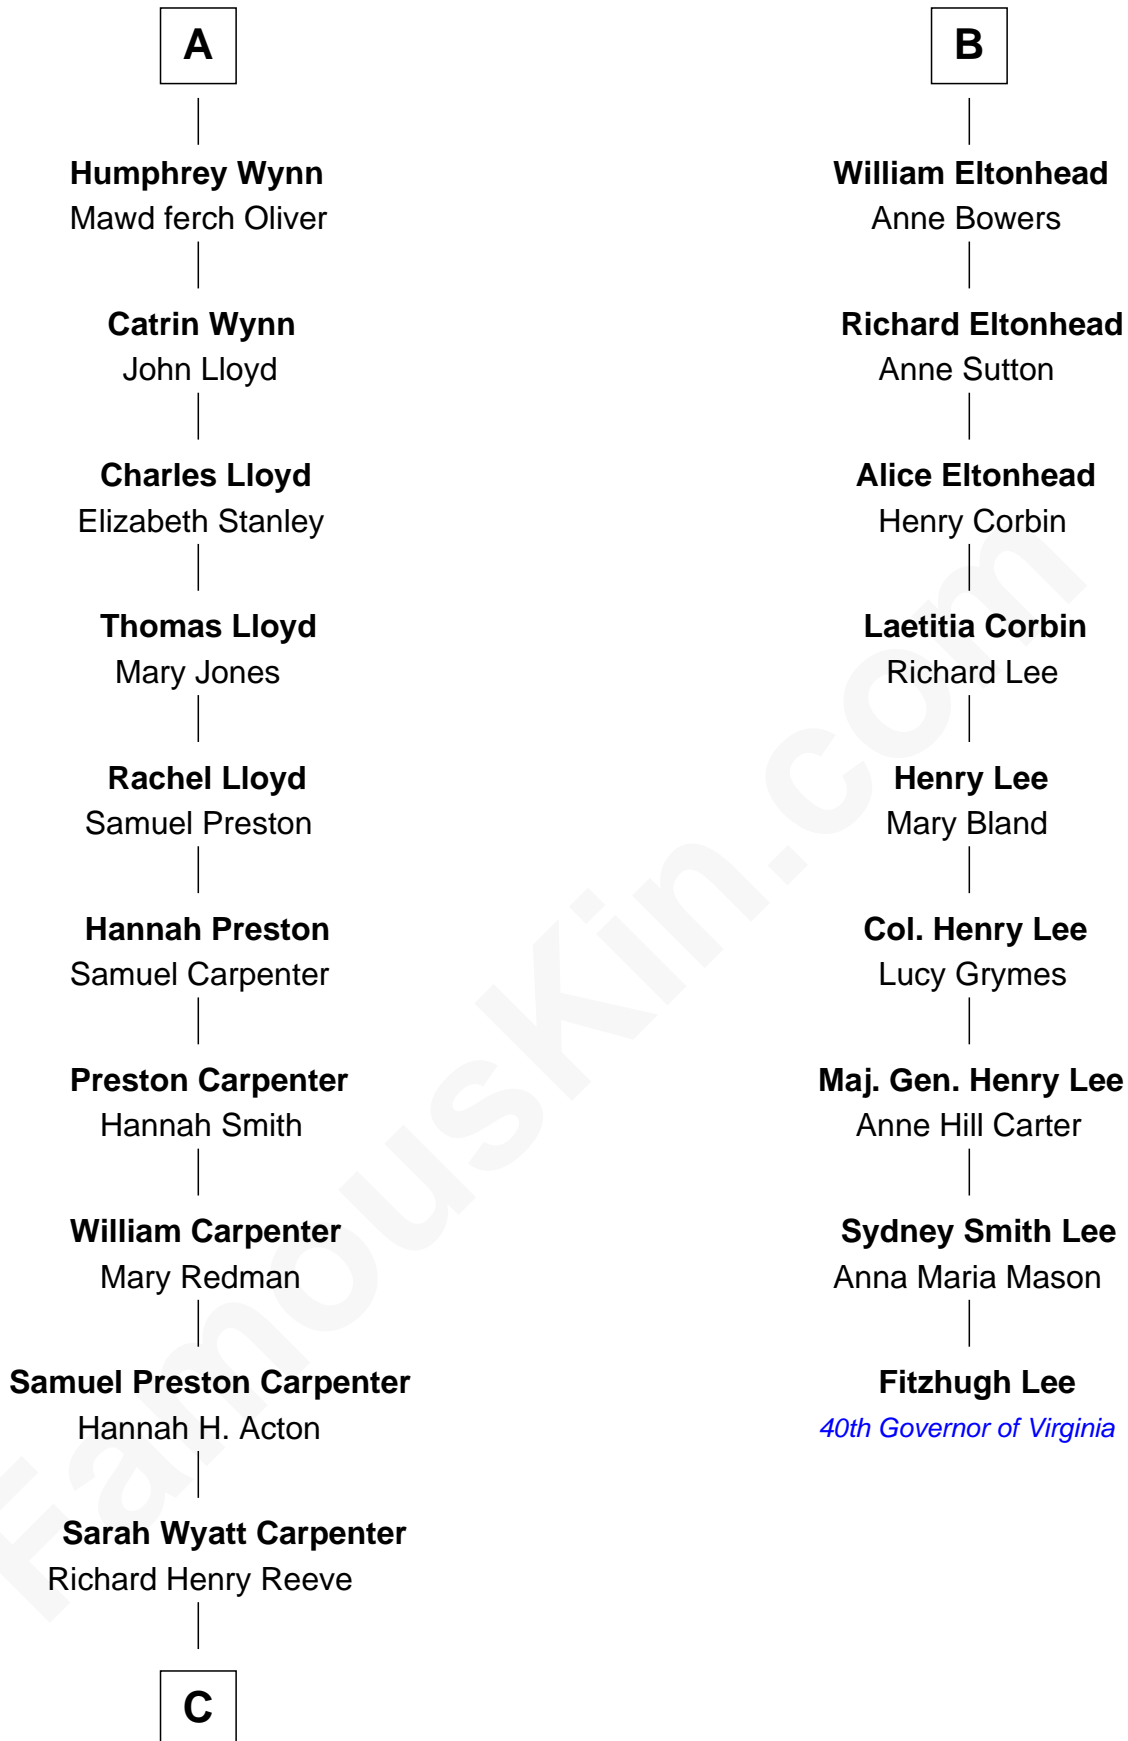 A
Humphrey Wynn
Mawd ferch Oliver
Catrin Wynn
John Lloyd
Charles Lloyd
Elizabeth Stanley
Thomas Lloyd
Mary Jones
Rachel Lloyd
Samuel Preston
Hannah Preston
Samuel Carpenter
Preston Carpenter
Hannah Smith
William Carpenter
Mary Redman
Samuel Preston Carpenter
Hannah H. Acton
Sarah Wyatt Carpenter
Richard Henry Reeve
C
B
William Eltonhead
Anne Bowers
Richard Eltonhead
Anne Sutton
Alice Eltonhead
Henry Corbin
Laetitia Corbin
Richard Lee
Henry Lee
Mary Bland
Col. Henry Lee
Lucy Grymes
Maj. Gen. Henry Lee
Anne Hill Carter
Sydney Smith Lee
Anna Maria Mason
Fitzhugh Lee
40th Governor of Virginia
FamousKin.com